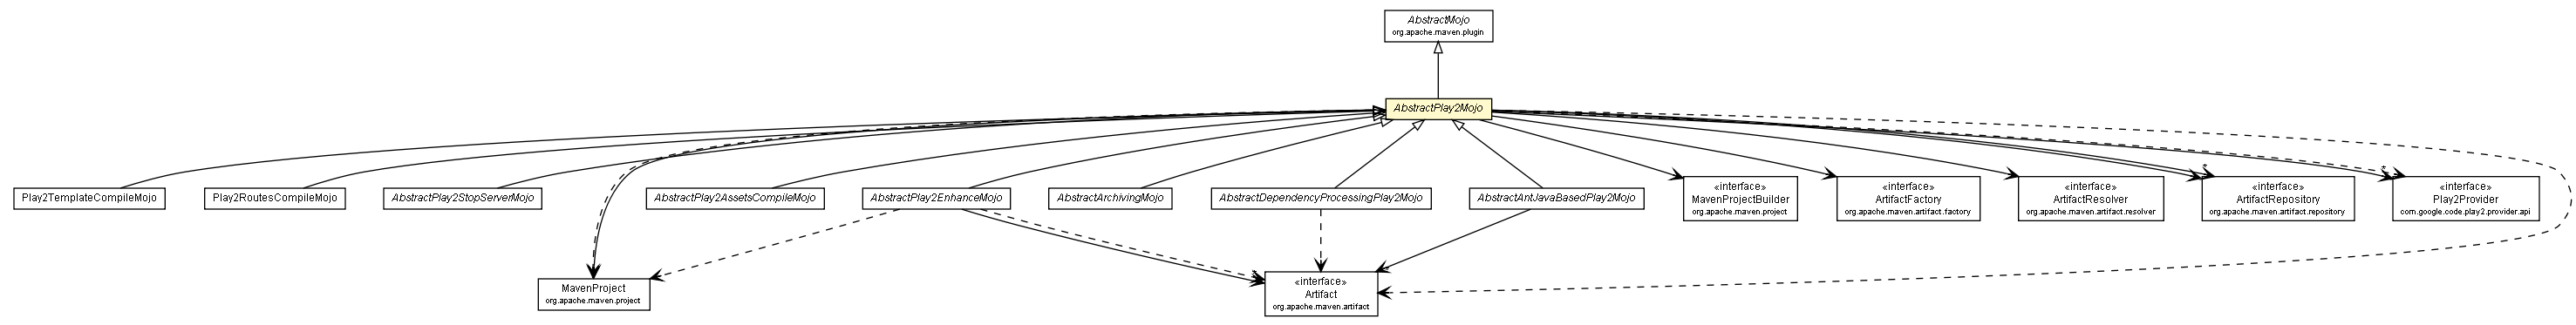 AbstractMojo
org.apache.maven.plugin
AbstractPlay2Mojo
*
*
Play2TemplateCompileMojo
Play2RoutesCompileMojo
AbstractPlay2StopServerMojo
AbstractPlay2AssetsCompileMojo
AbstractPlay2EnhanceMojo
AbstractArchivingMojo
AbstractDependencyProcessingPlay2Mojo
AbstractAntJavaBasedPlay2Mojo
«interface»
MavenProjectBuilder
org.apache.maven.project
«interface»
ArtifactFactory
org.apache.maven.artifact.factory
«interface»
ArtifactResolver
org.apache.maven.artifact.resolver
«interface»
ArtifactRepository
org.apache.maven.artifact.repository
«interface»
Play2Provider
com.google.code.play2.provider.api
*
MavenProject
org.apache.maven.project
«interface»
Artifact
org.apache.maven.artifact